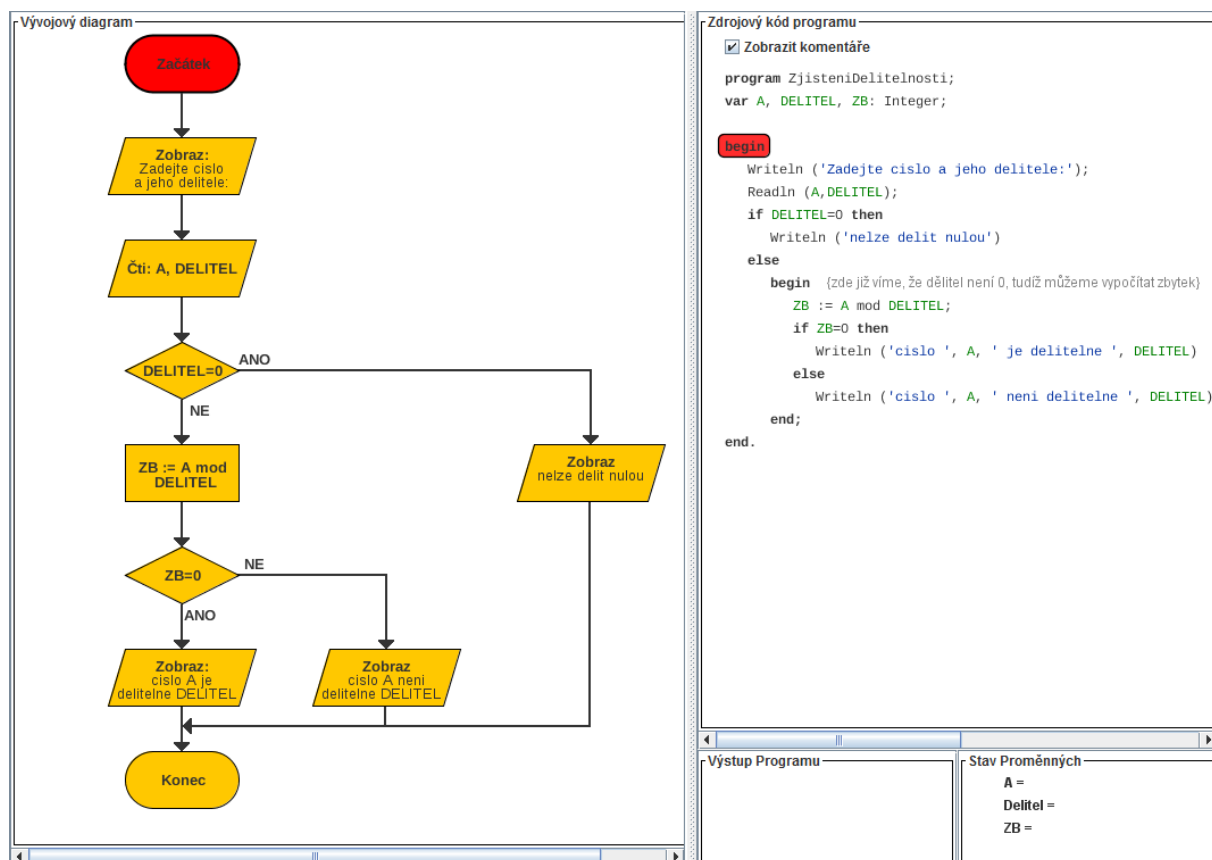 Vývojový diagram
Začátek
Zobraz:
Zadejte cislo
a jeho delitele:
Čti: A, DELITEL
DELITEL=0
ANO
NE
ZB := A mod
DELITEL
Zobraz
nelze delit nulou
ZB=0
NE
ANO
Zobraz:
cislo A je
delitelne DELITEL
Zobraz
cislo A neni
delitelne DELITEL
Konec
Zdrojový kód programu
Zobrazit komentáře
program ZjisteniDelitelnosti;
var A, DELITEL, ZB: Integer;
begin
Writeln ('Zadejte cislo a jeho delitele:');
Readln (A,DELITEL);
if DELITEL=0 then
Writeln ('nelze delit nulou')
else
begin {zde již víme, že dělitel není 0, tudíž můžeme vypočítat zbytek}
ZB := A mod DELITEL;
if ZB=0 then
Writeln ('cislo ', A, ' je delitelne ', DELITEL)
else
Writeln ('cislo ', A, ' neni delitelne ', DELITEL)
end;
end.
Výstup Programu
Stav Proměnných
A =
Delitel =
ZB =